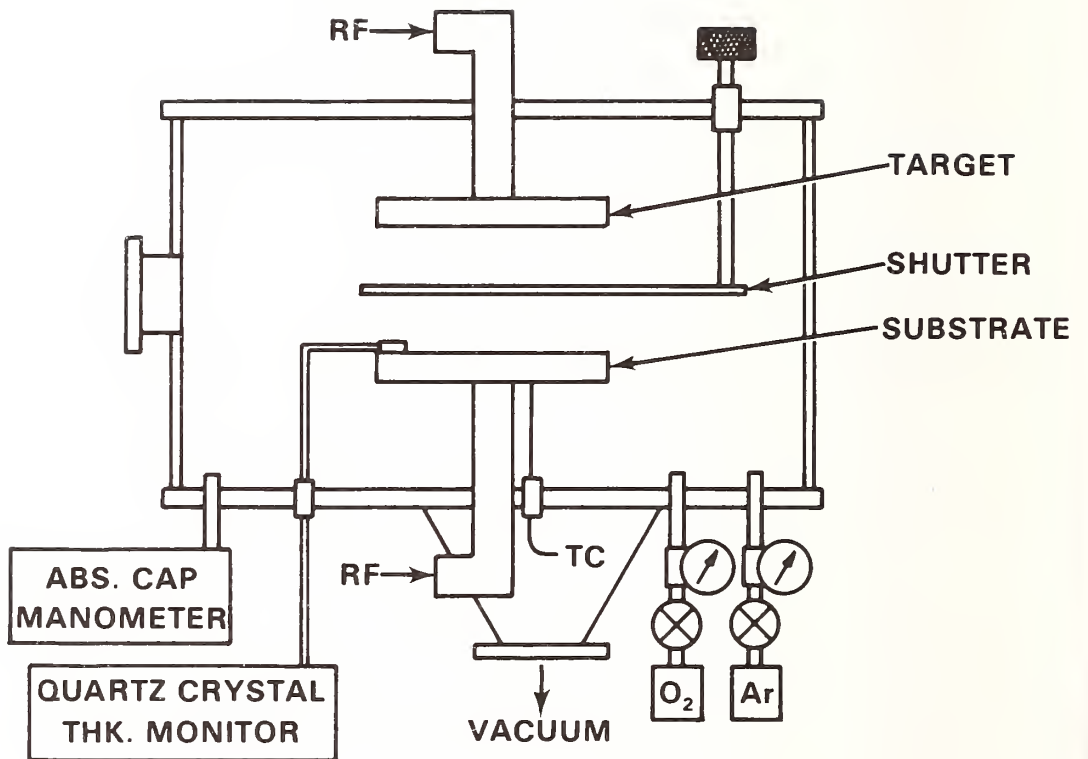 RF
TARGET
SHUTTER
SUBSTRATE
TC
RF
ABS. CAP
MANOMETER
QUARTZ CRYSTAL
THK. MONITOR
VACUUM
O₂
Ar